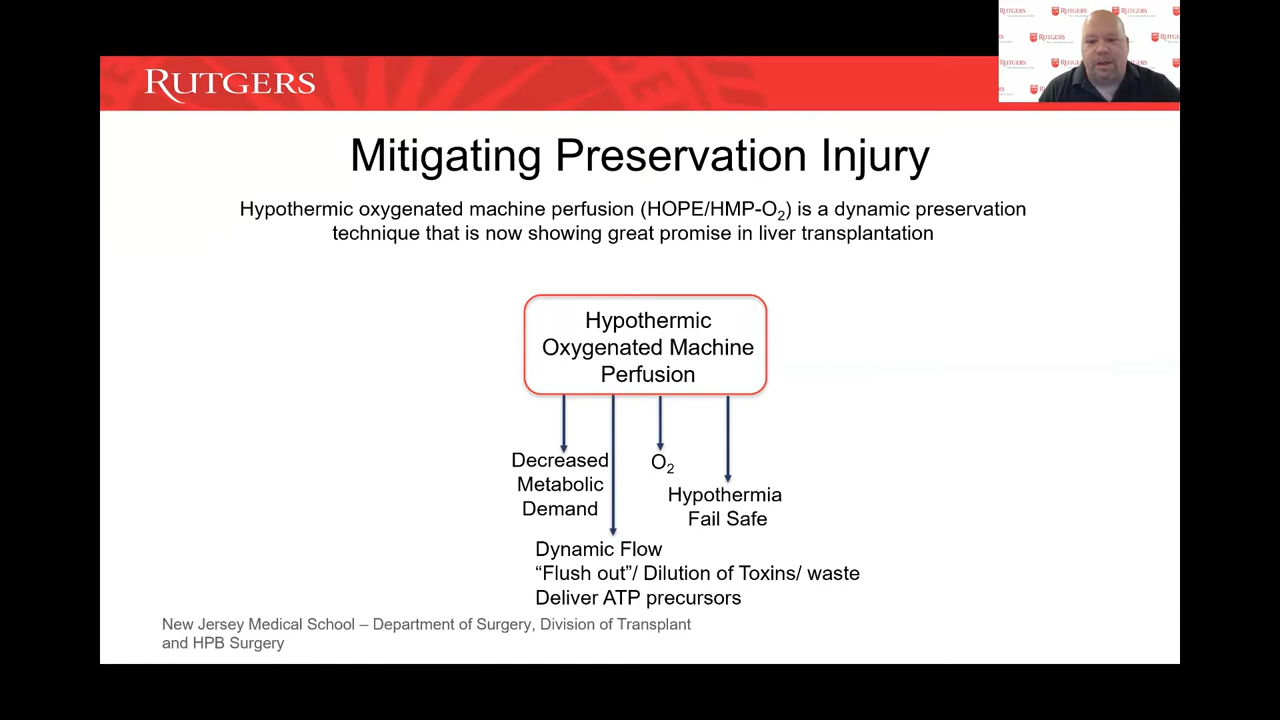 RUTGERS
Mitigating Preservation Injury
Hypothermic oxygenated machine perfusion (HOPE/HMP-O₂) is a dynamic preservation
technique that is now showing great promise in liver transplantation
Hypothermic
Oxygenated Machine
Perfusion
Decreased
Metabolic
Demand
O₂
Hypothermia
Fail Safe
Dynamic Flow
“Flush out”/ Dilution of Toxins/ waste
Deliver ATP precursors
New Jersey Medical School – Department of Surgery, Division of Transplant
and HPB Surgery